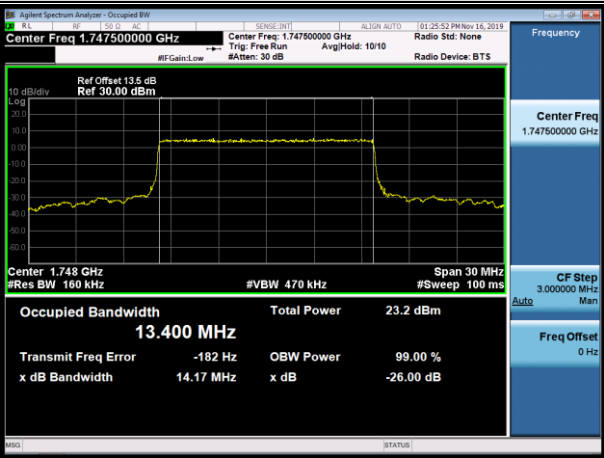 Agilent Spectrum Analyzer - Occupied BW
RL RF 50 Ω AC SENSE:INT ALIGN AUTO 01:25:52 PM Nov 16, 2019
Center Freq 1.747500000 GHz
Center Freq: 1.747500000 GHz
Radio Std: None
Trig: Free Run Avg|Hold: 10/10
#IFGain:Low #Atten: 30 dB Radio Device: BTS
Ref Offset 13.5 dB
10 dB/div Ref 30.00 dBm
Log
20.0
10.0
0.00
-10.0
-20.0
-30.0
-40.0
-50.0
-60.0
Center 1.748 GHz Span 30 MHz
#Res BW 160 kHz #VBW 470 kHz #Sweep 100 ms
Occupied Bandwidth Total Power 23.2 dBm
13.400 MHz
Transmit Freq Error -182 Hz OBW Power 99.00 %
x dB Bandwidth 14.17 MHz x dB -26.00 dB
MSG STATUS
Frequency
Center Freq
1.747500000 GHz
CF Step
3.000000 MHz
Auto Man
Freq Offset
0 Hz